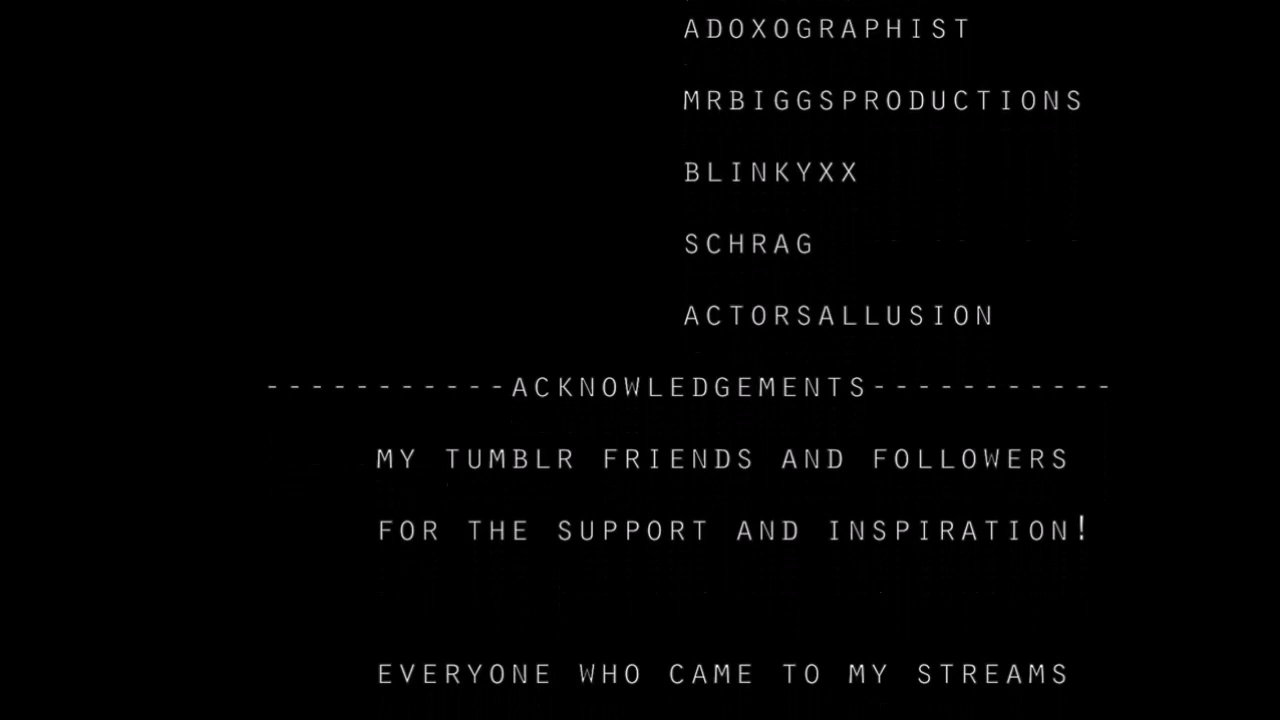 ADOXOGRAPHIST
MRBIGGSPRODUCTIONS
BLINKYXX
SCHRAG
ACTORSALLUSION
-----------ACKNOWLEDGEMENTS-----------
MY TUMBLR FRIENDS AND FOLLOWERS
FOR THE SUPPORT AND INSPIRATION!
EVERYONE WHO CAME TO MY STREAMS